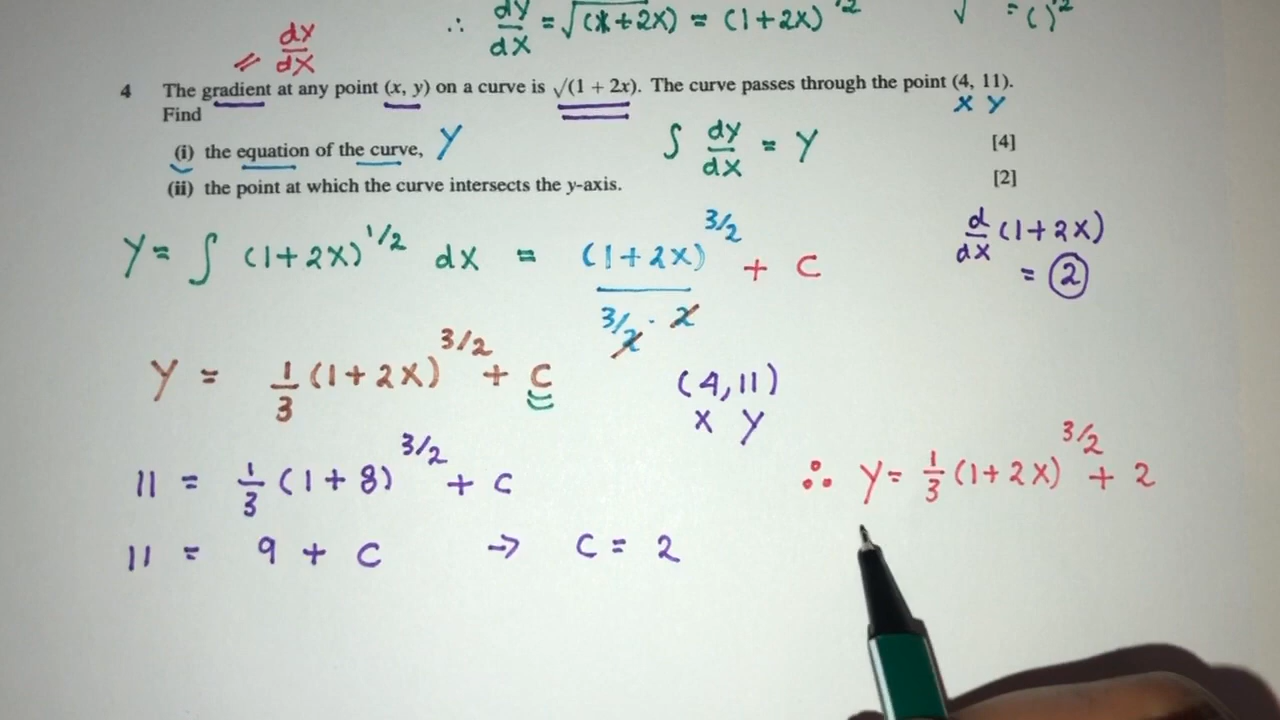 ∴ dy/dx = √(1+2x) = (1+2x)^1/2 √ = ( )^1/2
dx/dx
4 The gradient at any point (x, y) on a curve is √(1 + 2x). The curve passes through the point (4, 11).
X Y
Find
(i) the equation of the curve, Y [4]
∫ dy/dx = Y
(ii) the point at which the curve intersects the y-axis. [2]
Y = ∫ (1+2X)^1/2 dx = (1+2X)^3/2 / 3/2 · 2 + C
d/dx (1+2X)
= 2
Y = 1/3 (1+2X)^3/2 + C
(4,11)
X Y
11 = 1/3 (1+8)^3/2 + C
∴ Y = 1/3 (1+2X)^3/2 + 2
11 = 9 + C → C = 2